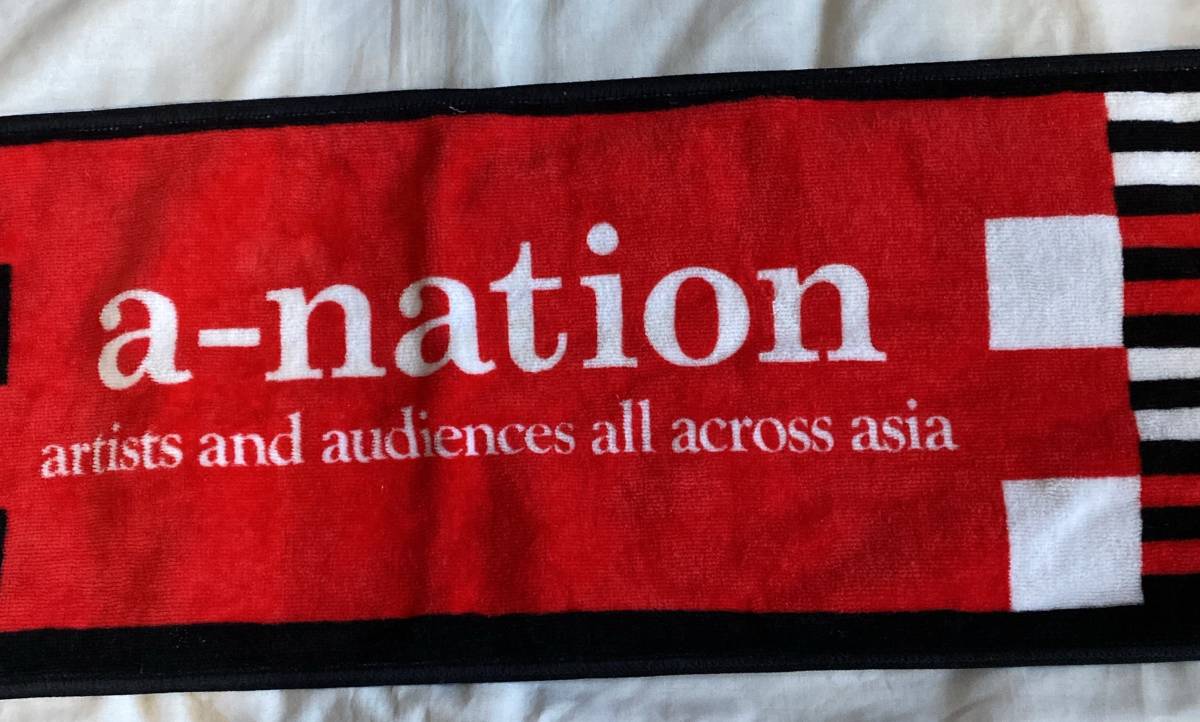 a-nation
artists and audiences all across asia